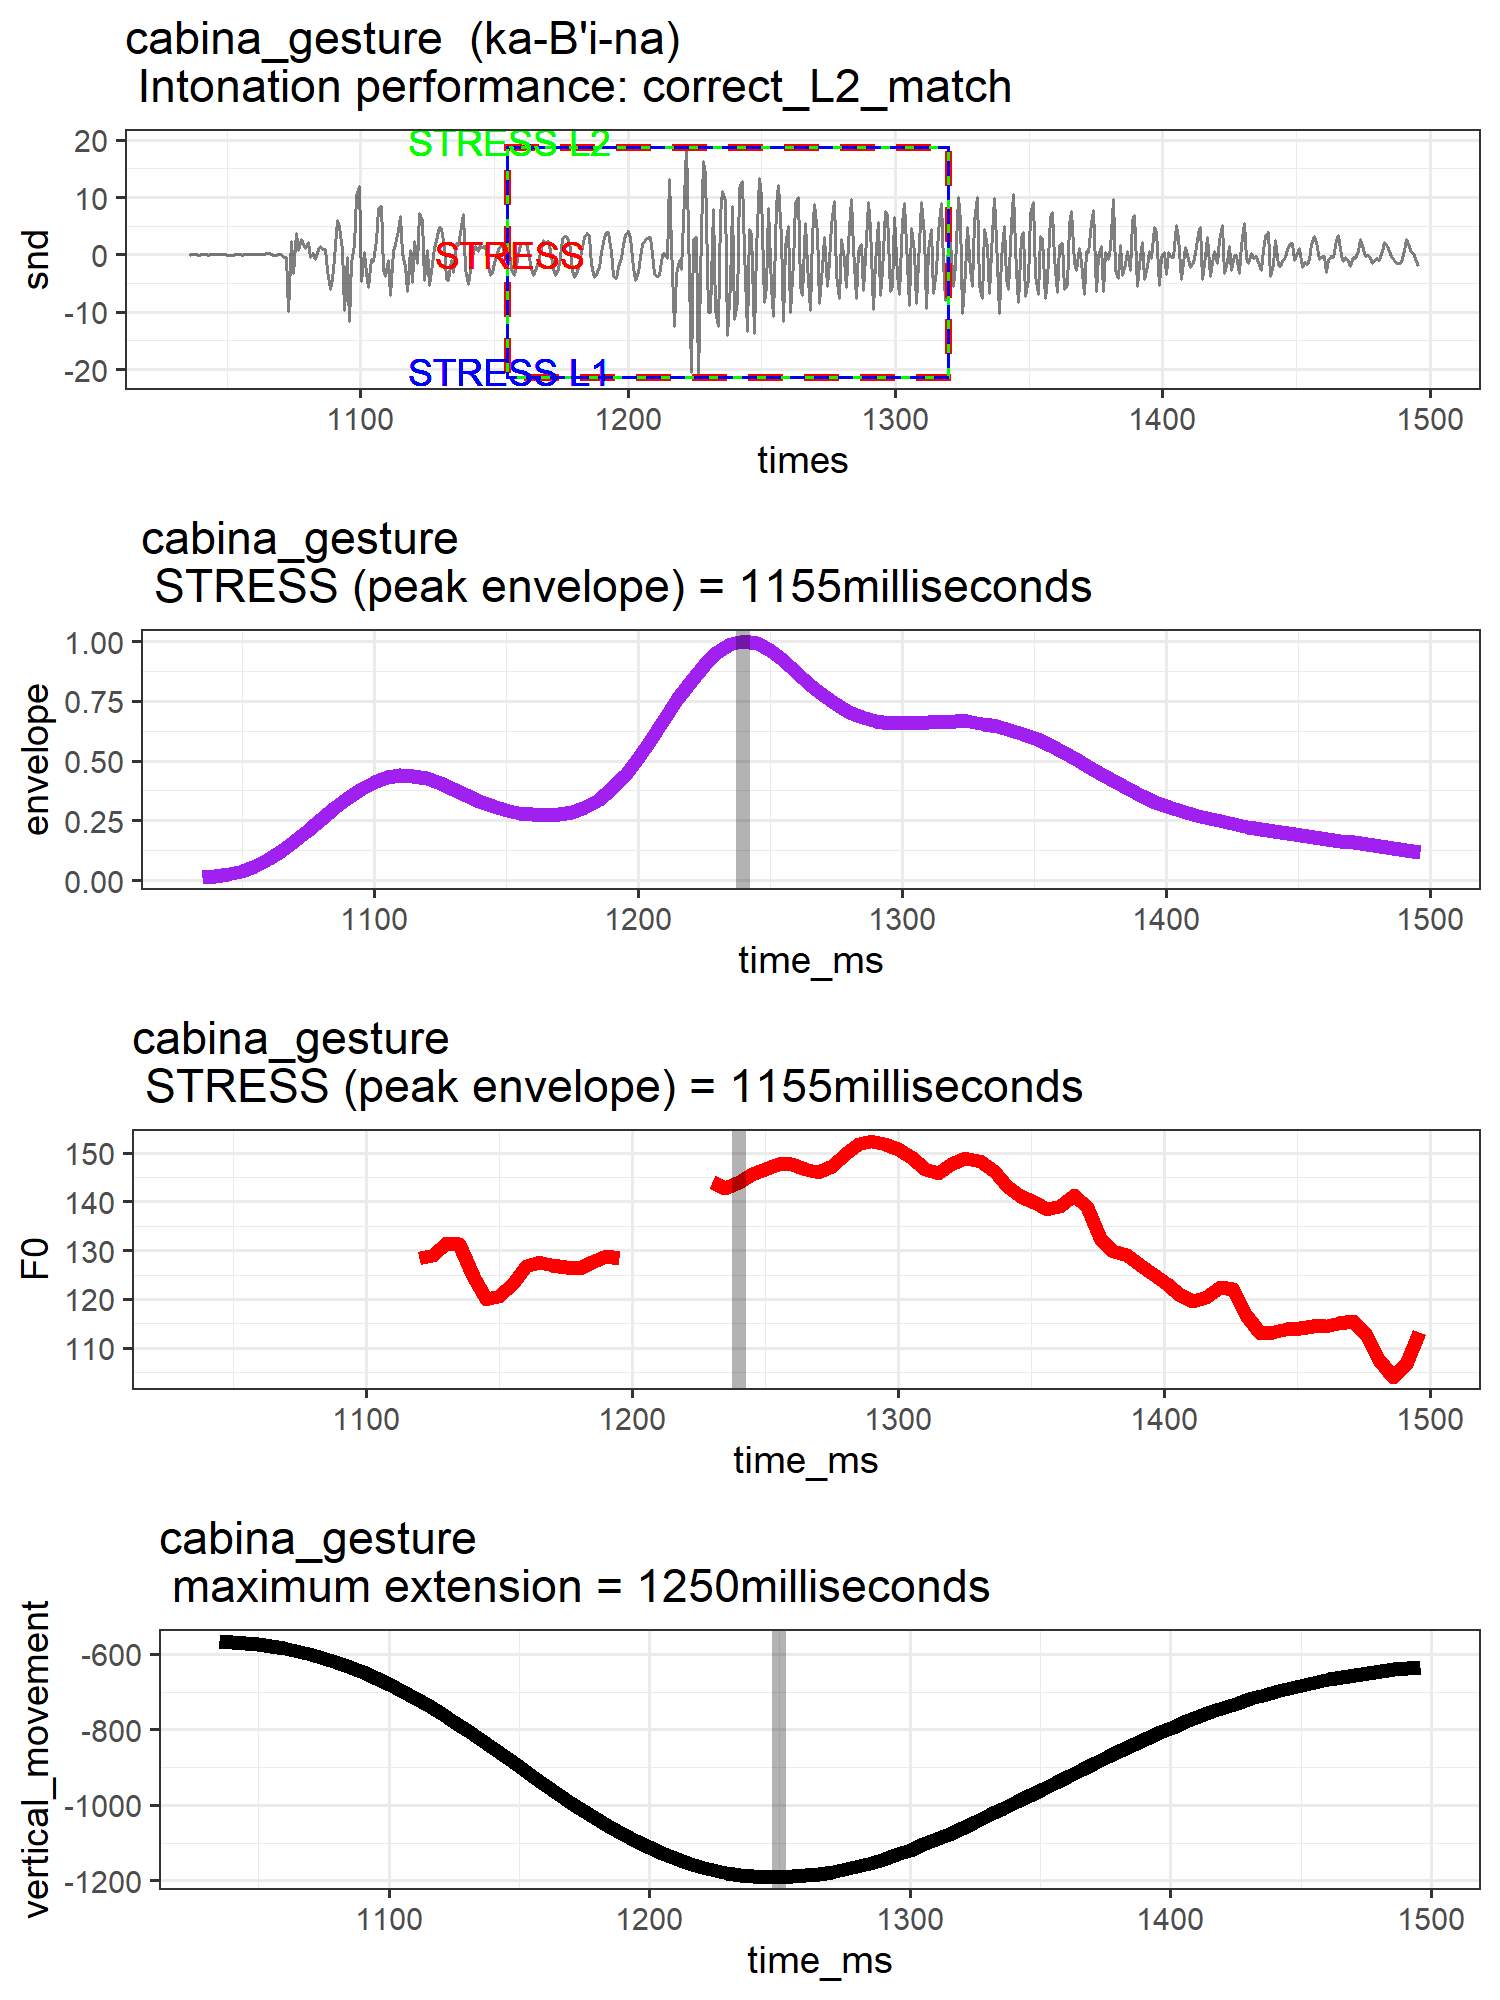 cabina_gesture  (ka-B'i-na)
Intonation performance: correct_L2_match
20
10
0
-10
-20
snd
STRESS L2
STRESS
STRESS L1
1100 1200 1300 1400 1500
times
cabina_gesture
STRESS (peak envelope) = 1155milliseconds
1.00
0.75
0.50
0.25
0.00
envelope
1100 1200 1300 1400 1500
time_ms
cabina_gesture
STRESS (peak envelope) = 1155milliseconds
150
140
130
120
110
F0
1100 1200 1300 1400 1500
time_ms
cabina_gesture
maximum extension = 1250milliseconds
-600
-800
-1000
-1200
vertical_movement
1100 1200 1300 1400 1500
time_ms